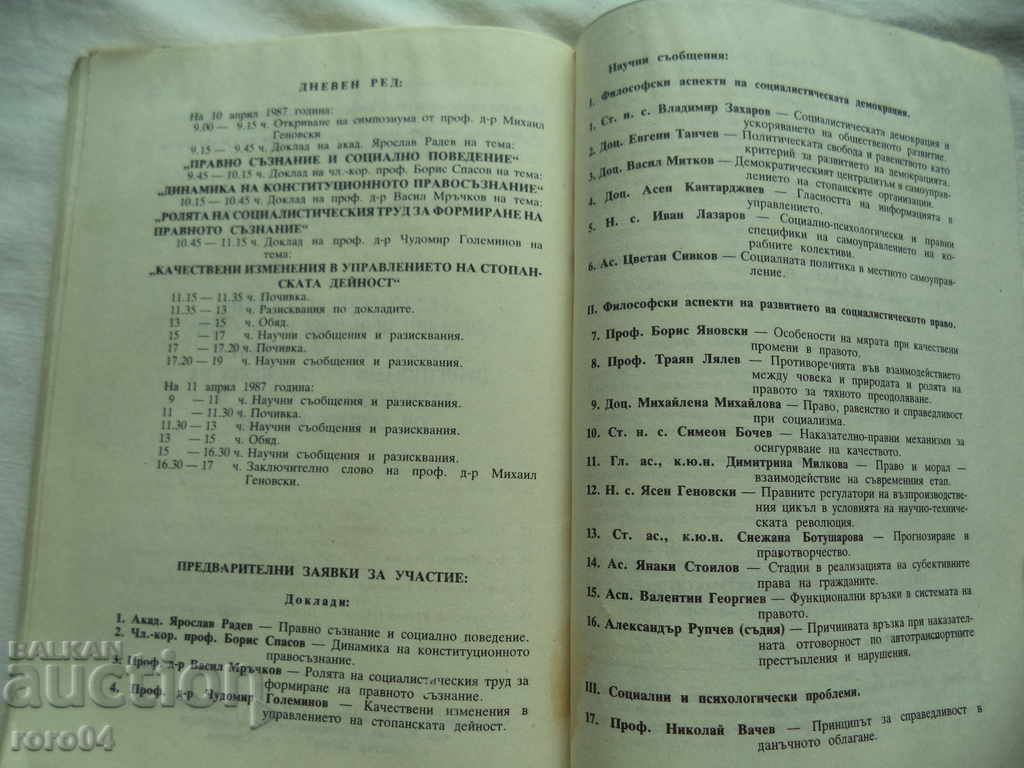 ДНЕВЕН РЕД:
На 10 април 1987 година:
9.00 — 9.15 ч. Откриване на симпозиума от проф. д-р Михаил
Геновски
9.15 — 9.45 ч. Доклад на акад. Ярослав Радев на тема:
„ПРАВНО СЪЗНАНИЕ И СОЦИАЛНО ПОВЕДЕНИЕ“
9.45 — 10.15 ч. Доклад на чл.-кор. проф. Борис Спасов на тема:
„ДИНАМИКА НА КОНСТИТУЦИОННОТО ПРАВОСЪЗНАНИЕ“
10.15 — 10.45 ч. Доклад на проф. д-р Васил Мръчков на тема:
„РОЛЯТА НА СОЦИАЛИСТИЧЕСКИЯ ТРУД ЗА ФОРМИРАНЕ НА
ПРАВНОТО СЪЗНАНИЕ“
10.45 — 11.15 ч. Доклад на проф. д-р Чудомир Големинов на
тема:
„КАЧЕСТВЕНИ ИЗМЕНЕНИЯ В УПРАВЛЕНИЕТО НА СТОПАН-
СКАТА ДЕЙНОСТ“
11.15 — 11.35 ч. Почивка.
11.35 — 13 ч. Разисквания по докладите.
13 — 15 ч. Обяд.
15 — 17 ч. Научни съобщения и разисквания.
17 — 17.20 ч. Почивка.
17.20 — 19 ч. Научни съобщения и разисквания.
На 11 април 1987 година:
9 — 11 ч. Научни съобщения и разисквания.
11 — 11.30 ч. Почивка.
11.30 — 13 ч. Научни съобщения и разисквания.
13 — 15 ч. Обяд.
15 — 16.30 ч. Научни съобщения и разисквания.
16.30 — 17 ч. Заключително слово на проф. д-р Михаил
Геновски.
ПРЕДВАРИТЕЛНИ ЗАЯВКИ ЗА УЧАСТИЕ:
Доклади:
1. Акад. Ярослав Радев — Правно съзнание и социално поведение.
2. Чл.-кор. проф. Борис Спасов — Динамика на конституционното
правосъзнание.
3. Проф. д-р Васил Мръчков — Ролята на социалистическия труд за
формиране на правното съзнание.
4. Проф. д-р Чудомир Големинов — Качествени изменения в
управлението на стопанската дейност.
Научни съобщения:
I. Философски аспекти на социалистическата демокрация.
1. Ст. н. с. Владимир Захаров — Социалистическата демокрация и
ускоряването на общественото развитие.
2. Доц. Евгени Танчев — Политическата свобода и равенството като
критерий за развитието на демокрацията.
3. Доц. Васил Митков — Демократическият централизъм в самоуправ-
лението на стопанските организации.
4. Доц. Асен Кантарджиев — Гласността на информацията в
управлението.
5. Н. с. Иван Лазаров — Социално-психологически и правни
специфики на самоуправлението на ко-
рабните колективи.
6. Ас. Цветан Сивков — Социалната политика в местното самоуправ-
ление.
II. Философски аспекти на развитието на социалистическото право.
7. Проф. Борис Яновски — Особености на мярата при качествени
промени в правото.
8. Проф. Траян Лялев — Противоречията във взаимодействието
между човека и природата и ролята на
правото за тяхното преодоляване.
9. Доц. Михайлена Михайлова — Право, равенство и справедливост
при социализма.
10. Ст. н. с. Симеон Бочев — Наказателно-правни механизми за
осигуряване на качеството.
11. Гл. ас., к.ю.н. Димитрина Милкова — Право и морал —
взаимодействие на съвременния етап.
12. Н. с. Ясен Геновски — Правните регулатори на възпроизводстве-
ния цикъл в условията на научно-техниче-
ската революция.
13. Ст. ас., к.ю.н. Снежана Ботушарова — Прогнозиране и
правотворчество.
14. Ас. Янаки Стоилов — Стадии в реализацията на субективните
права на гражданите.
15. Асп. Валентин Георгиев — Функционални връзки в системата на
правото.
16. Александър Рупчев (съдия) — Причинната връзка при наказател-
ната отговорност по автотранспортните
престъпления и нарушения.
III. Социални и психологически проблеми.
17. Проф. Николай Вачев — Принципът за справедливост в
данъчното облагане.
BALKAN
auction
roro04